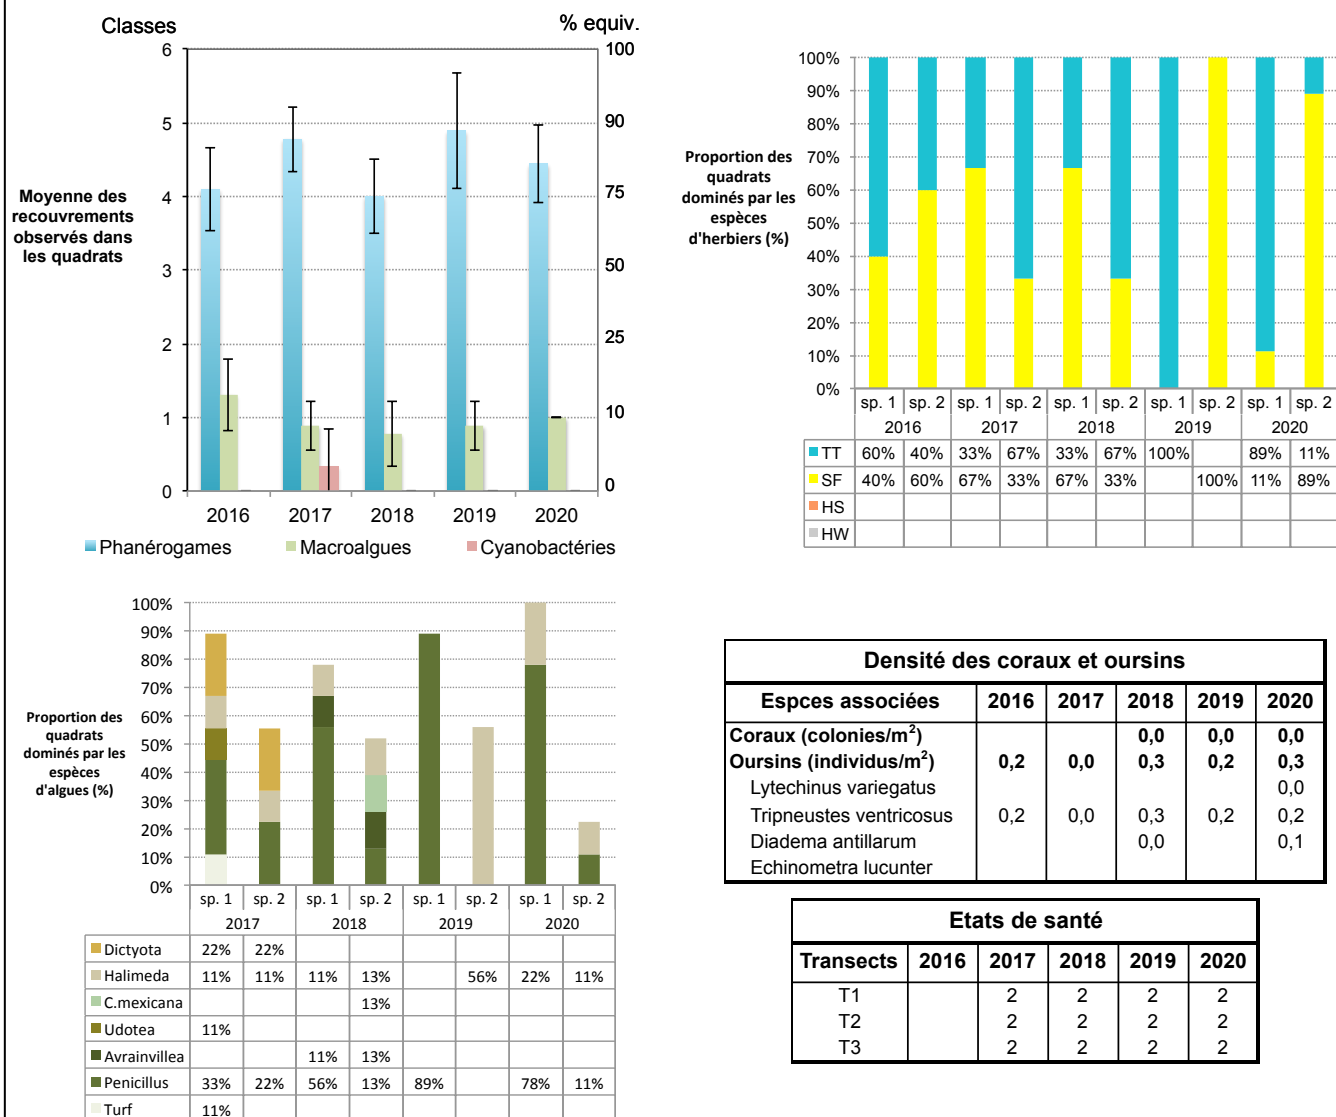 Classes
% equiv.
6
5
4
3
2
1
0
100
90
75
50
25
10
0
Moyenne des
recouvrements
observés dans
les quadrats
2016 2017 2018 2019 2020
Phanérogames Macroalgues Cyanobactéries
100%
90%
80%
70%
60%
50%
40%
30%
20%
10%
0%
Proportion des
quadrats
dominés par les
espèces
d'herbiers (%)
sp. 1 sp. 2 sp. 1 sp. 2 sp. 1 sp. 2 sp. 1 sp. 2 sp. 1 sp. 2
2016 2017 2018 2019 2020
TT 60% 40% 33% 67% 33% 67% 100% 89% 11%
SF 40% 60% 67% 33% 67% 33% 100% 11% 89%
HS
HW
100%
90%
80%
70%
60%
50%
40%
30%
20%
10%
0%
Proportion des
quadrats
dominés par les
espèces
d'algues (%)
sp. 1 sp. 2 sp. 1 sp. 2 sp. 1 sp. 2 sp. 1 sp. 2
2017 2018 2019 2020
Dictyota 22% 22%
Halimeda 11% 11% 11% 13% 56% 22% 11%
C.mexicana 13%
Udotea 11%
Avrainvillea 11% 13%
Penicillus 33% 22% 56% 13% 89% 78% 11%
Turf 11%
Densité des coraux et oursins
Espces associées 2016 2017 2018 2019 2020
Coraux (colonies/m²) 0,0 0,0 0,0
Oursins (individus/m²) 0,2 0,0 0,3 0,2 0,3
Lytechinus variegatus 0,0
Tripneustes ventricosus 0,2 0,0 0,3 0,2 0,2
Diadema antillarum 0,0 0,1
Echinometra lucunter
Etats de santé
Transects 2016 2017 2018 2019 2020
T1 2 2 2 2
T2 2 2 2 2
T3 2 2 2 2